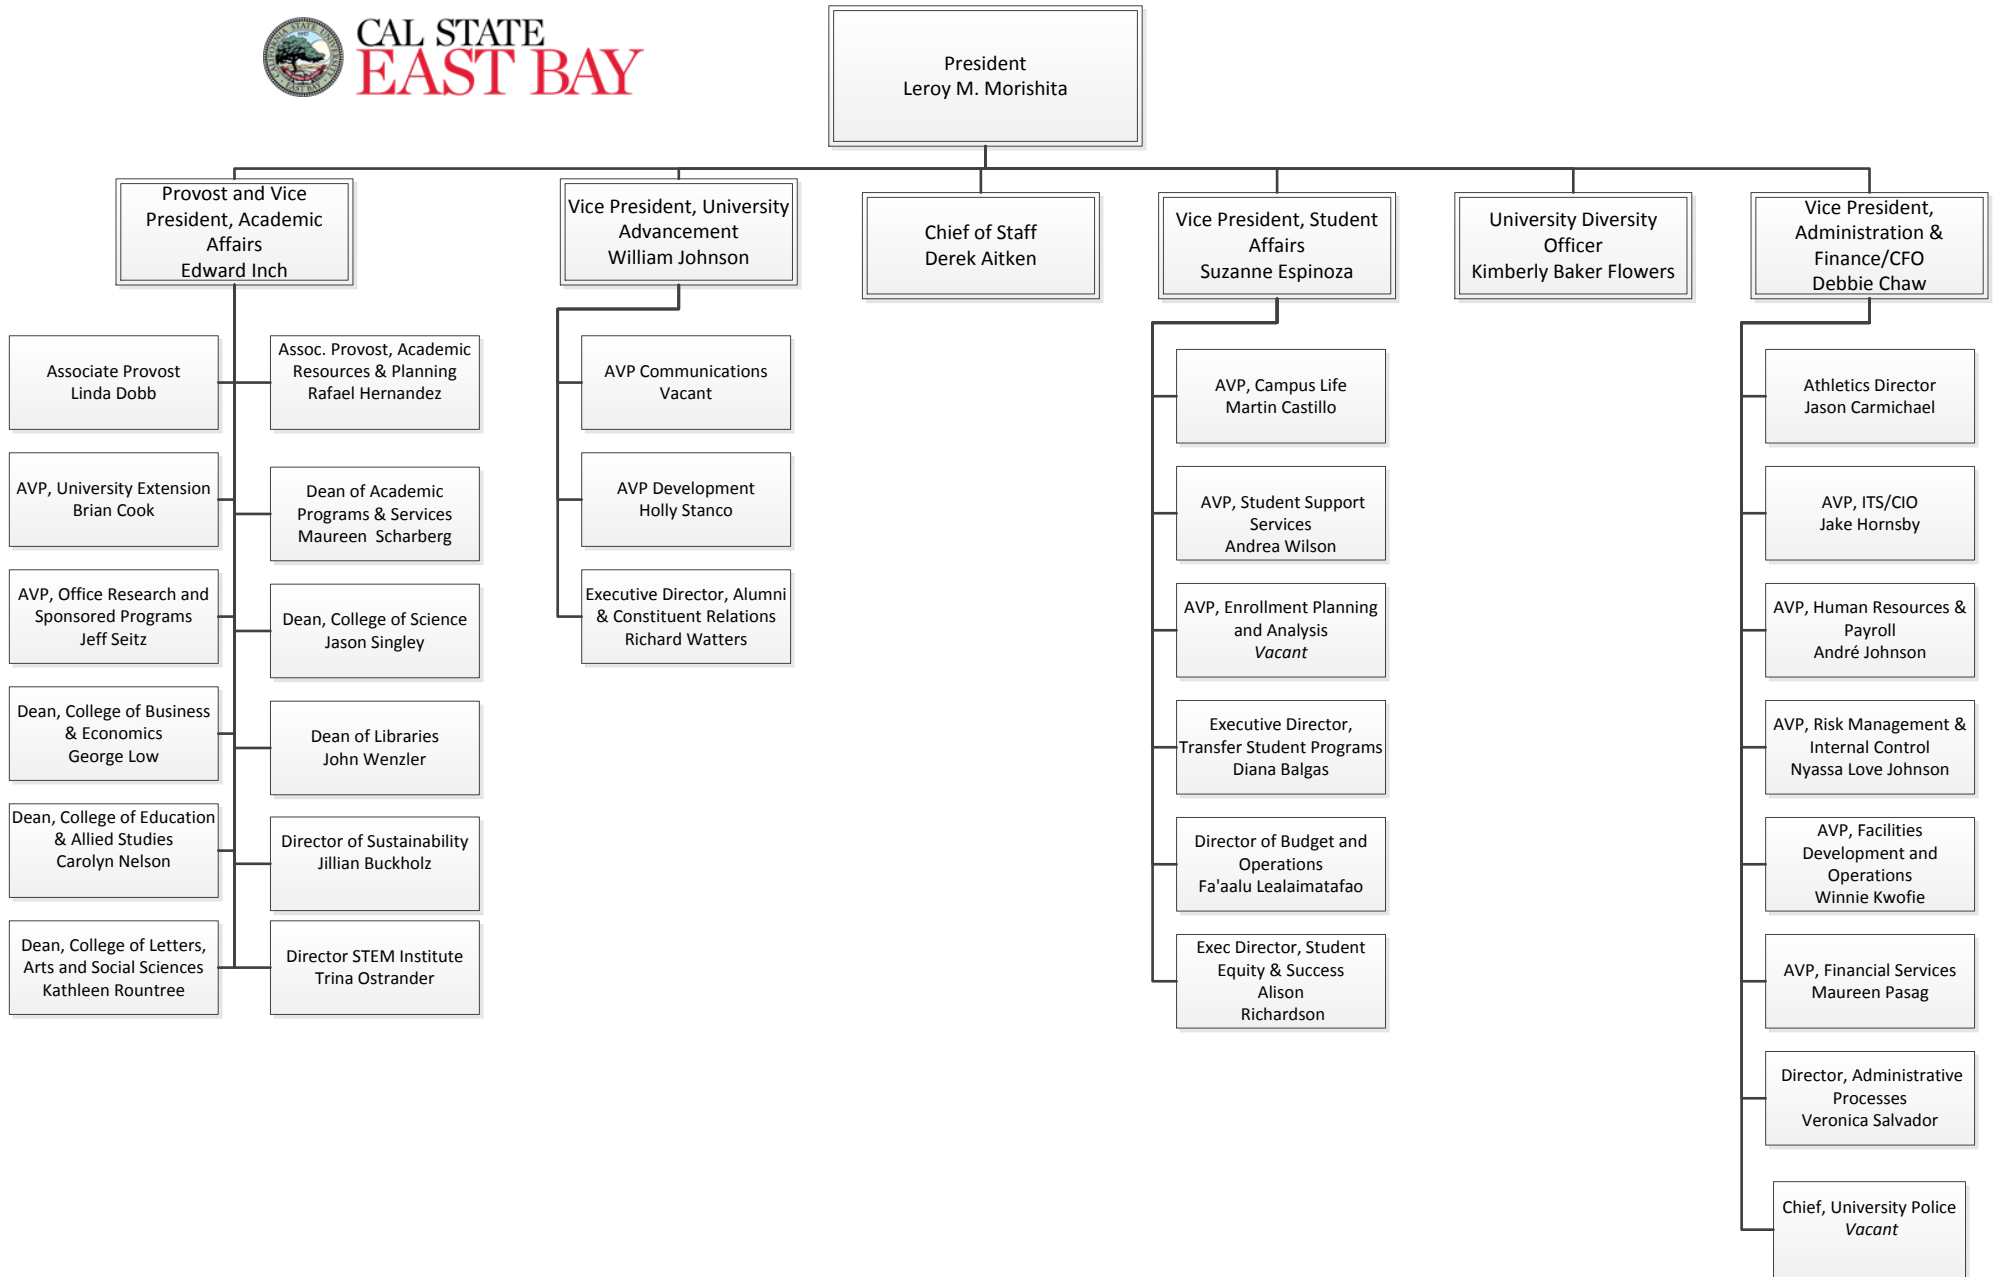 CAL STATE
EAST BAY
President
Leroy M. Morishita
Provost and Vice
President, Academic
Affairs
Edward Inch
Vice President, University
Advancement
William Johnson
Chief of Staff
Derek Aitken
Vice President, Student
Affairs
Suzanne Espinoza
University Diversity
Officer
Kimberly Baker Flowers
Vice President,
Administration &
Finance/CFO
Debbie Chaw
Associate Provost
Linda Dobb
AVP, University Extension
Brian Cook
AVP, Office Research and
Sponsored Programs
Jeff Seitz
Dean, College of Business
& Economics
George Low
Dean, College of Education
& Allied Studies
Carolyn Nelson
Dean, College of Letters,
Arts and Social Sciences
Kathleen Rountree
Assoc. Provost, Academic
Resources & Planning
Rafael Hernandez
Dean of Academic
Programs & Services
Maureen  Scharberg
Dean, College of Science
Jason Singley
Dean of Libraries
John Wenzler
Director of Sustainability
Jillian Buckholz
Director STEM Institute
Trina Ostrander
AVP Communications
Vacant
AVP Development
Holly Stanco
Executive Director, Alumni
& Constituent Relations
Richard Watters
AVP, Campus Life
Martin Castillo
AVP, Student Support
Services
Andrea Wilson
AVP, Enrollment Planning
and Analysis
Vacant
Executive Director,
Transfer Student Programs
Diana Balgas
Director of Budget and
Operations
Fa'aalu Lealaimatafao
Exec Director, Student
Equity & Success
Alison
Richardson
Athletics Director
Jason Carmichael
AVP, ITS/CIO
Jake Hornsby
AVP, Human Resources &
Payroll
André Johnson
AVP, Risk Management &
Internal Control
Nyassa Love Johnson
AVP, Facilities
Development and
Operations
Winnie Kwofie
AVP, Financial Services
Maureen Pasag
Director, Administrative
Processes
Veronica Salvador
Chief, University Police
Vacant